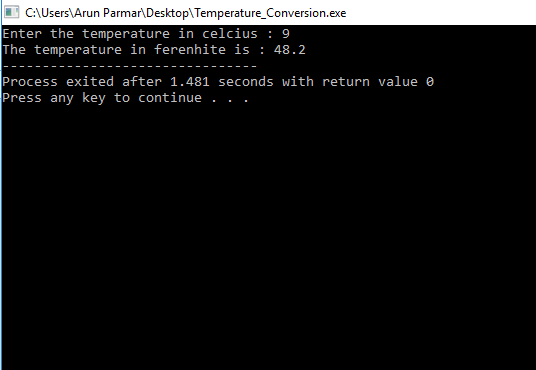 C:\Users\Arun Parmar\Desktop\Temperature_Conversion.exe
Enter the temperature in celcius : 9
The temperature in ferenhite is : 48.2
--------------------------------
Process exited after 1.481 seconds with return value 0
Press any key to continue . . .